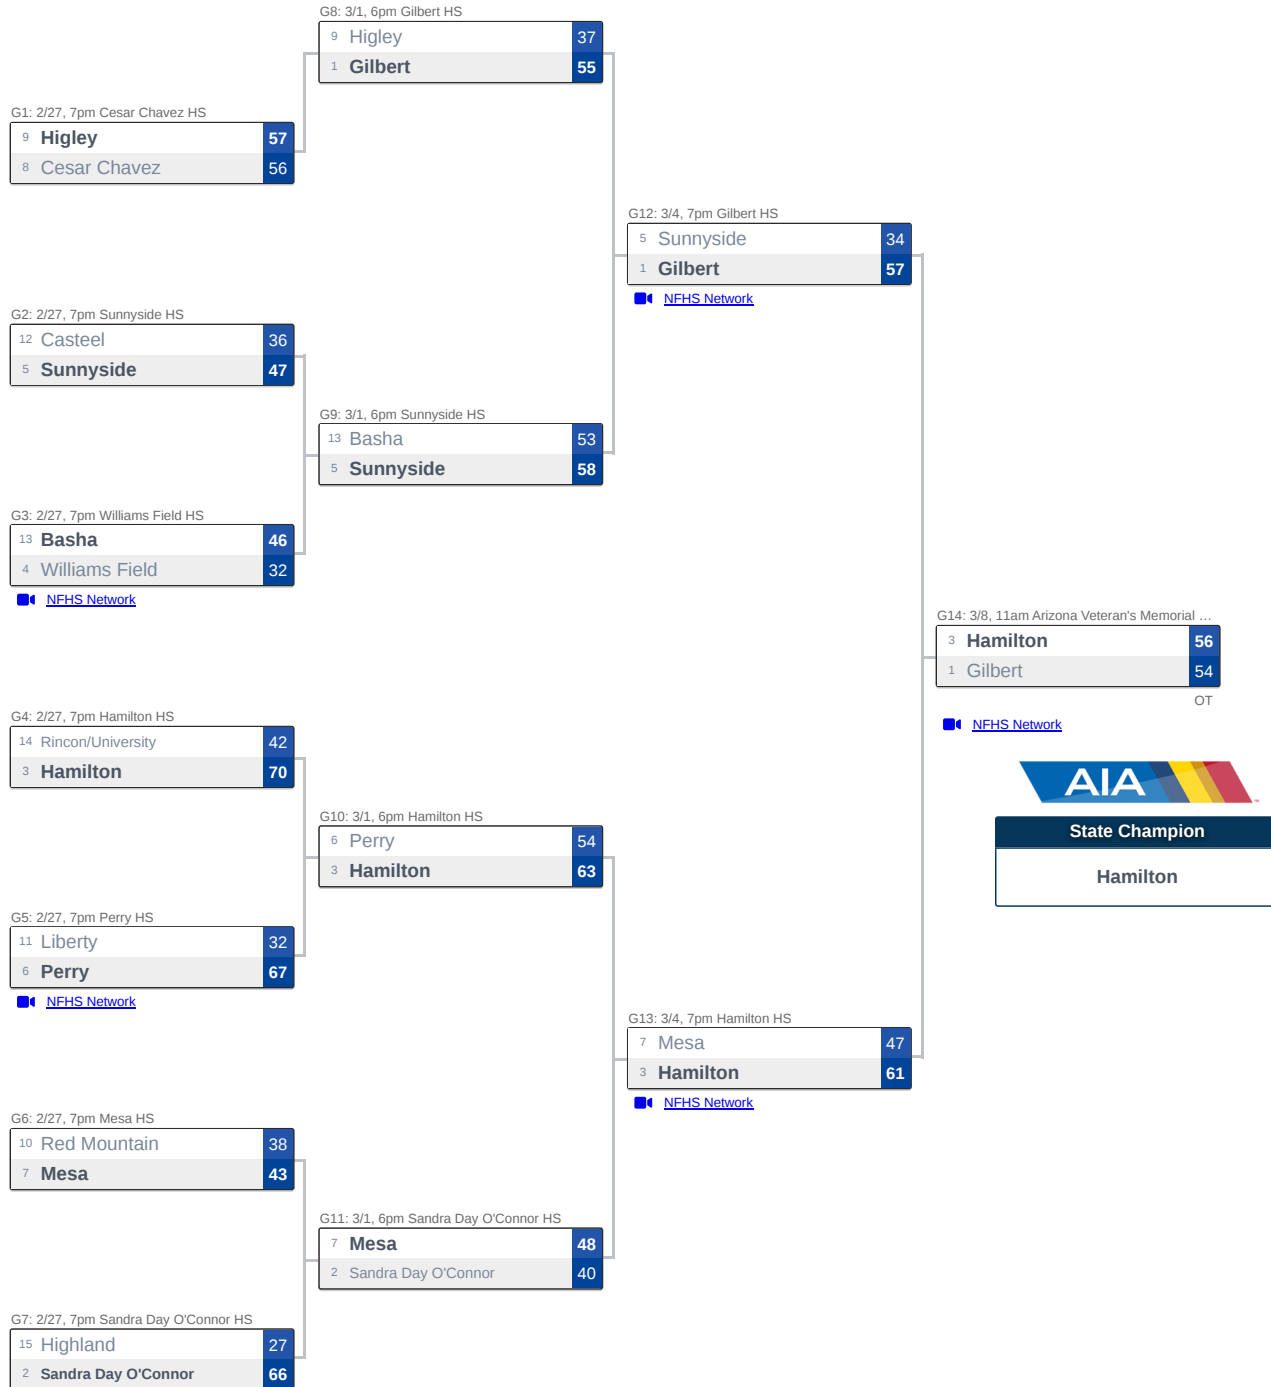 G8: 3/1, 6pm Gilbert HS
9 Higley 37
1 Gilbert 55
G1: 2/27, 7pm Cesar Chavez HS
9 Higley 57
8 Cesar Chavez 56
G12: 3/4, 7pm Gilbert HS
5 Sunnyside 34
1 Gilbert 57
NFHS Network
G2: 2/27, 7pm Sunnyside HS
12 Casteel 36
5 Sunnyside 47
G9: 3/1, 6pm Sunnyside HS
13 Basha 53
5 Sunnyside 58
G3: 2/27, 7pm Williams Field HS
13 Basha 46
4 Williams Field 32
NFHS Network
G14: 3/8, 11am Arizona Veteran's Memorial ...
3 Hamilton 56
1 Gilbert 54
OT
NFHS Network
G4: 2/27, 7pm Hamilton HS
14 Rincon/University 42
3 Hamilton 70
AIA
State Champion
Hamilton
G10: 3/1, 6pm Hamilton HS
6 Perry 54
3 Hamilton 63
G5: 2/27, 7pm Perry HS
11 Liberty 32
6 Perry 67
NFHS Network
G13: 3/4, 7pm Hamilton HS
7 Mesa 47
3 Hamilton 61
NFHS Network
G6: 2/27, 7pm Mesa HS
10 Red Mountain 38
7 Mesa 43
G11: 3/1, 6pm Sandra Day O'Connor HS
7 Mesa 48
2 Sandra Day O'Connor 40
G7: 2/27, 7pm Sandra Day O'Connor HS
15 Highland 27
2 Sandra Day O'Connor 66